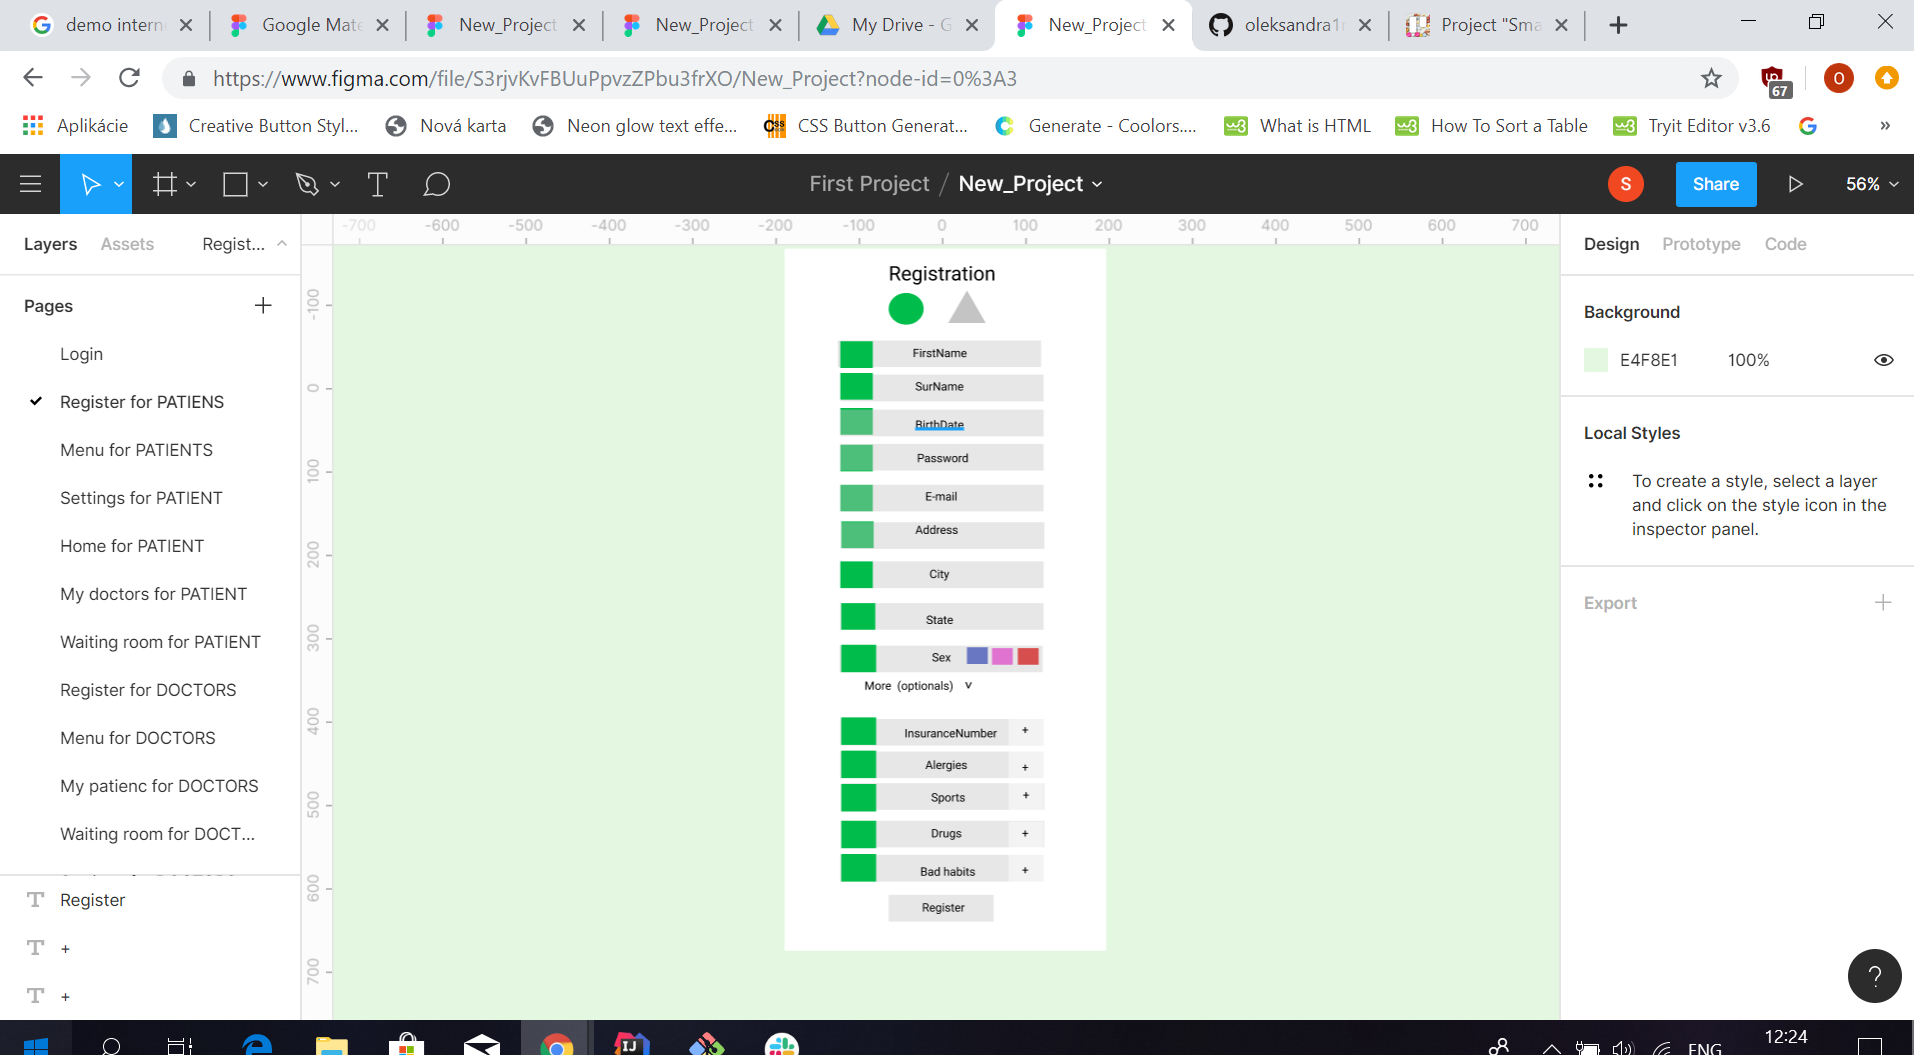 demo intern
Google Mate
New_Project
New_Project
My Drive - G
New_Project
oleksandra1r
Project "Sma
https://www.figma.com/file/S3rjvKvFBUuPpvzZPbu3frXO/New_Project?node-id=0%3A3
67
O
Aplikácie
Creative Button Styl...
Nová karta
Neon glow text effe...
CSS
CSS Button Generat...
Generate - Coolors....
What is HTML
How To Sort a Table
Tryit Editor v3.6
»
First Project / New_Project
S
Share
56%
Layers
Assets
Regist...
-700 -600 -500 -400 -300 -200 -100 0 100 200 300 400 500 600 700
Design
Prototype
Code
Pages
Login
Register for PATIENS
Menu for PATIENTS
Settings for PATIENT
Home for PATIENT
My doctors for PATIENT
Waiting room for PATIENT
Register for DOCTORS
Menu for DOCTORS
My patienc for DOCTORS
Waiting room for DOCT...
Register
+
+
-100
0
100
200
300
400
500
600
700
Registration
FirstName
SurName
BirthDate
Password
E-mail
Address
City
State
Sex
More (optionals) v
InsuranceNumber +
Alergies +
Sports +
Drugs +
Bad habits +
Register
Background
E4F8E1 100%
Local Styles
To create a style, select a layer
and click on the style icon in the
inspector panel.
Export
?
IJ
ENG
12:24